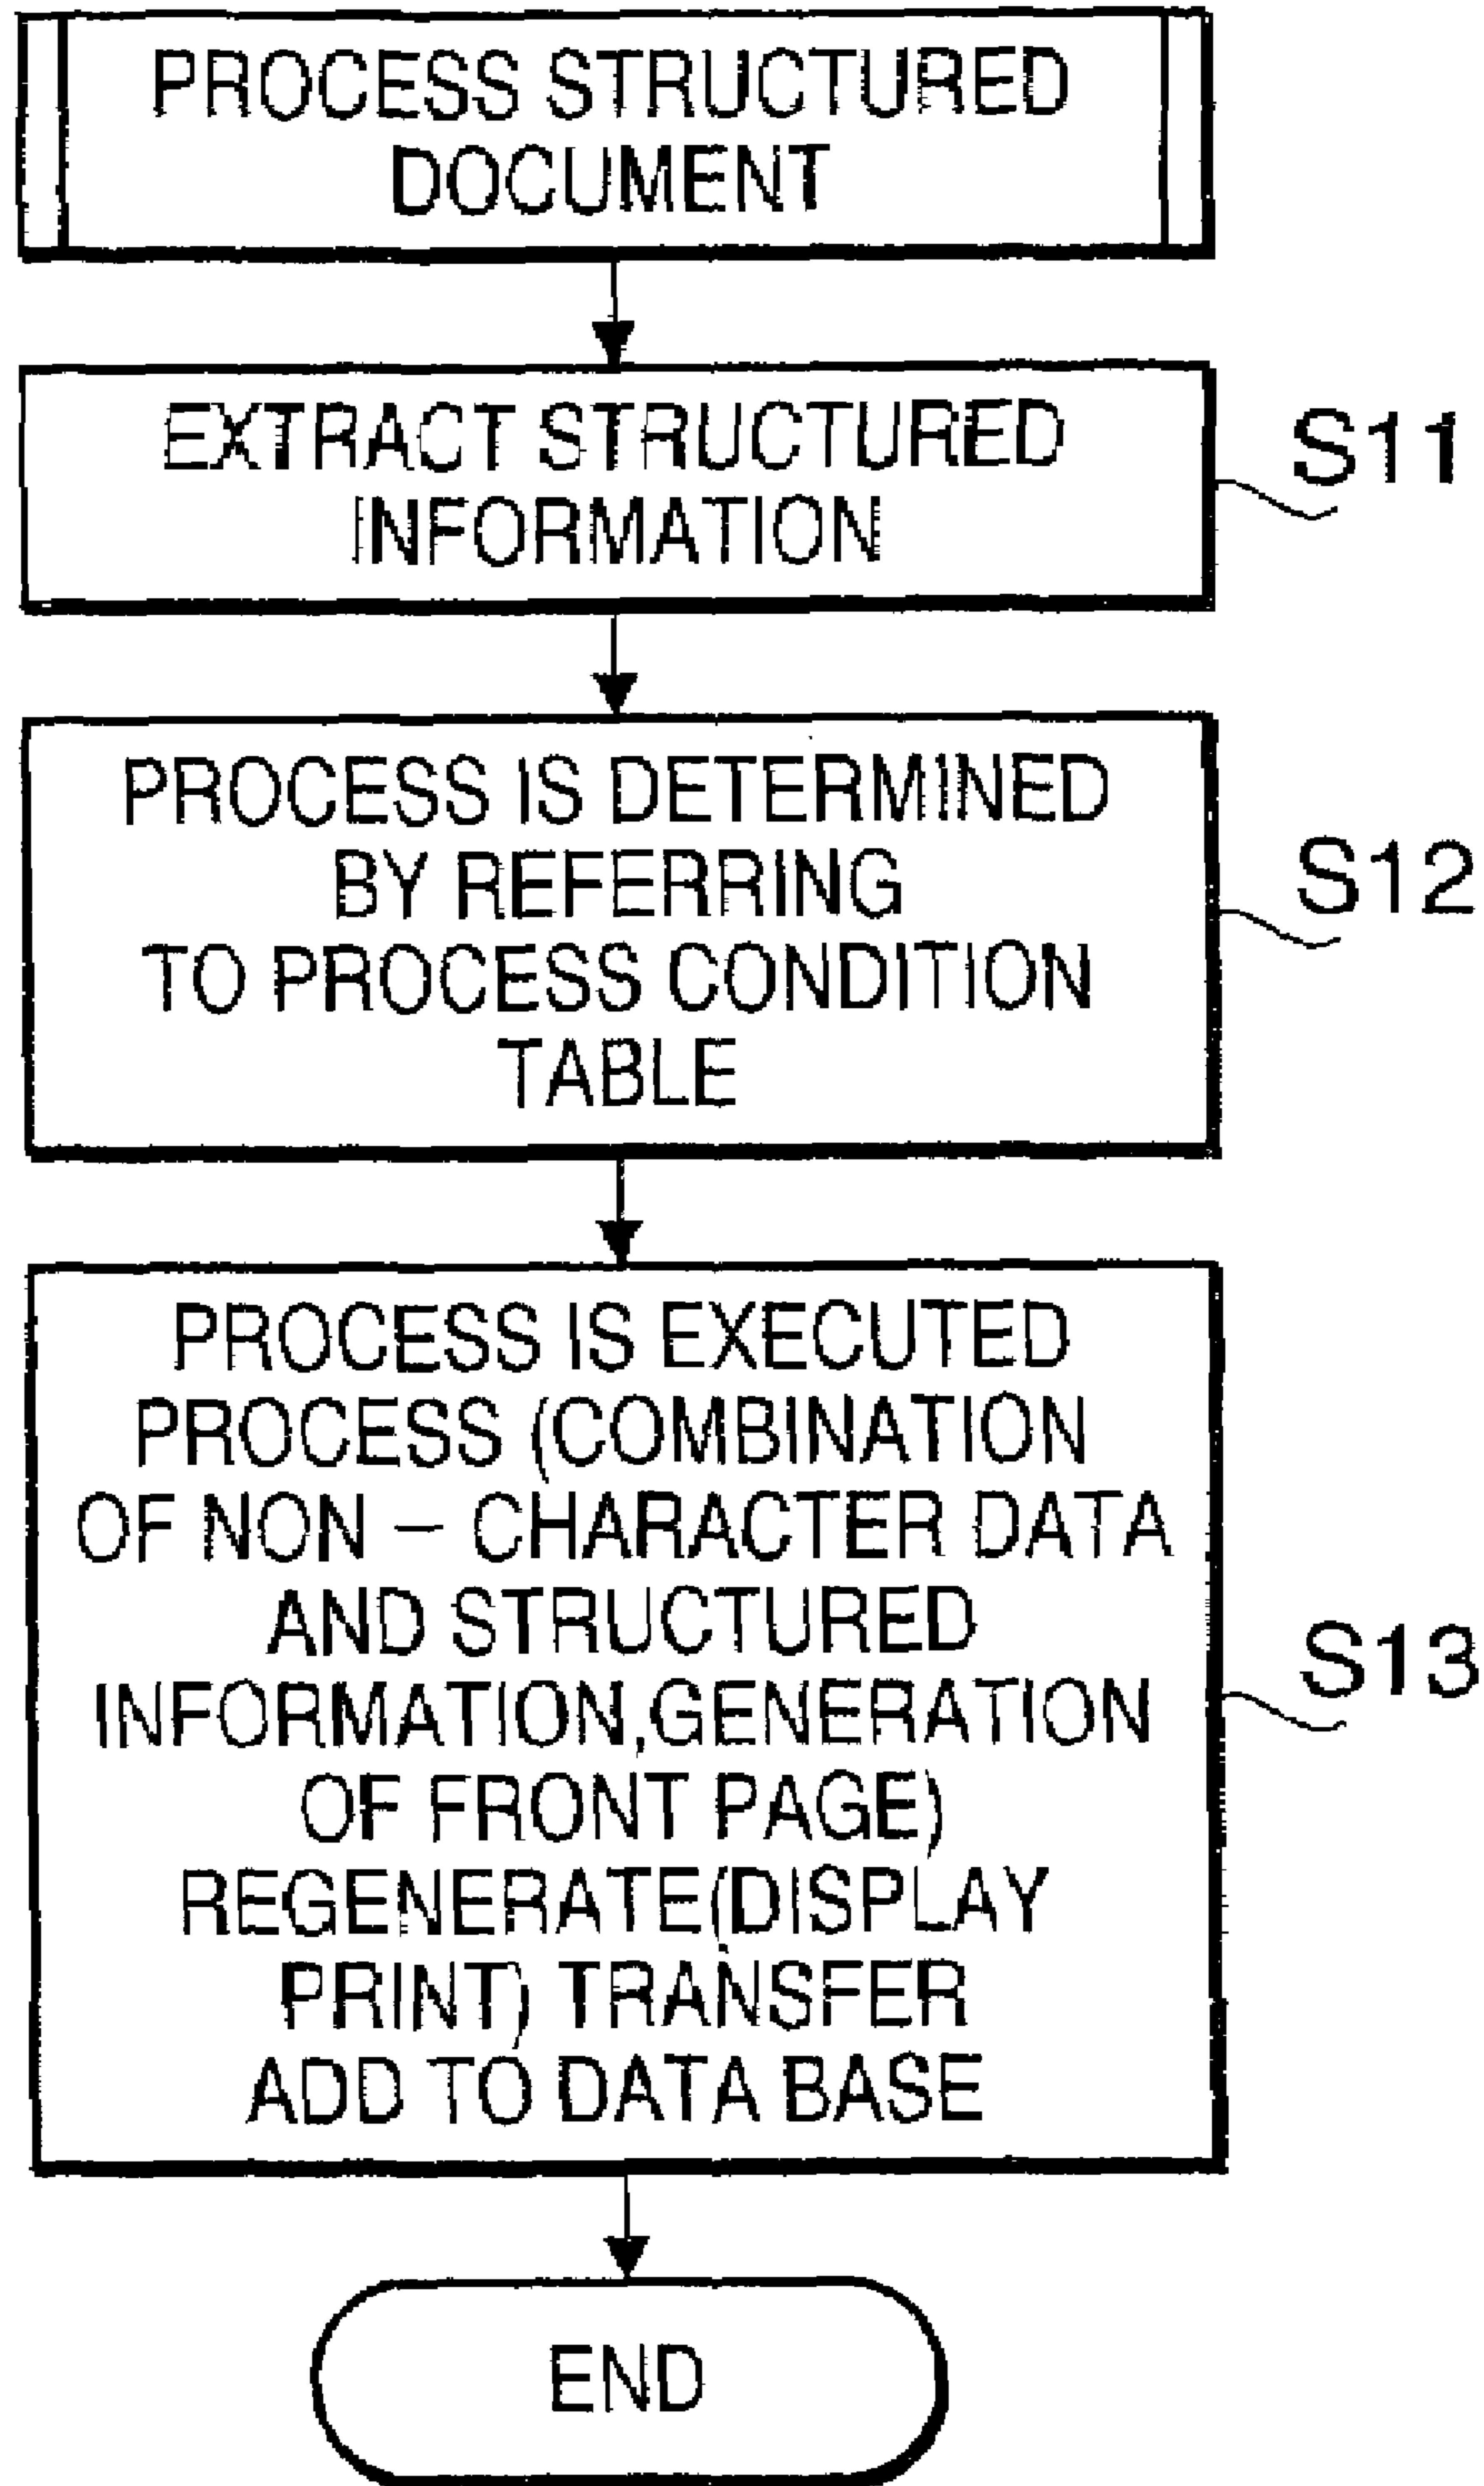 PROCESS STRUCTURED
DOCUMENT
EXTRACT STRUCTURED
INFORMATION
S11
PROCESS IS DETERMINED
BY REFERRING
TO PROCESS CONDITION
TABLE
S12
PROCESS IS EXECUTED
PROCESS (COMBINATION
OF NON – CHARACTER DATA
AND STRUCTURED
INFORMATION,GENERATION
OF FRONT PAGE)
REGENERATE(DISPLAY
PRINT) TRANSFER
ADD TO DATA BASE
S13
END